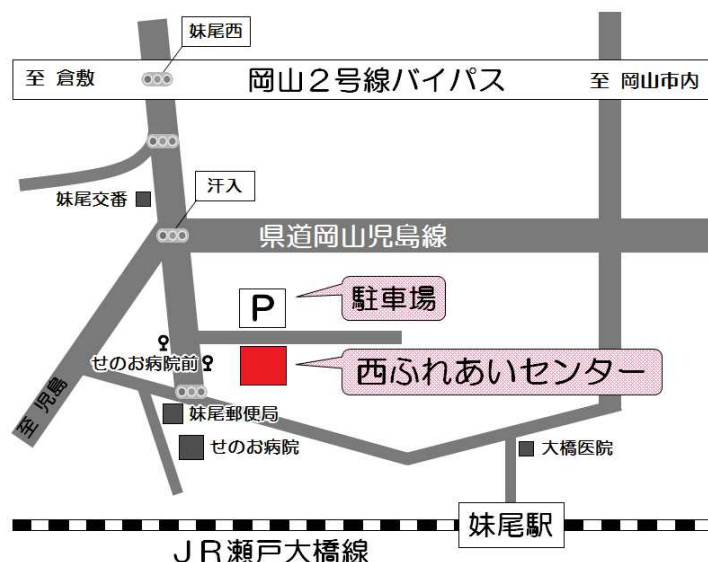 妹尾西
至 倉敷
岡山２号線バイパス
至 岡山市内
妹尾交番
汗入
県道岡山児島線
P
駐車場
せのお病院前
西ふれあいセンター
至 児島
妹尾郵便局
せのお病院
大橋医院
妹尾駅
ＪＲ瀬戸大橋線